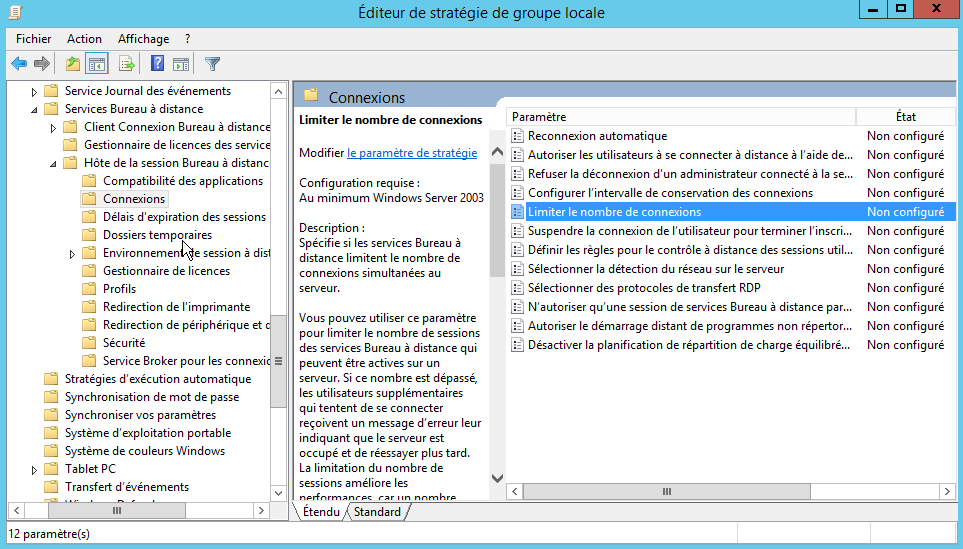 Éditeur de stratégie de groupe locale
Fichier Action Affichage ?
Service Journal des événements
Services Bureau à distance
Client Connexion Bureau à distance
Gestionnaire de licences des service
Hôte de la session Bureau à distanc
Compatibilité des applications
Connexions
Délais d'expiration des sessions
Dossiers temporaires
Environnement de session à dist
Gestionnaire de licences
Profils
Redirection de l'imprimante
Redirection de périphérique et d
Sécurité
Service Broker pour les connexio
Stratégies d'exécution automatique
Synchronisation de mot de passe
Synchroniser vos paramètres
Système d'exploitation portable
Système de couleurs Windows
Tablet PC
Transfert d'événements
Connexions
Limiter le nombre de connexions
Modifier le paramètre de stratégie
Configuration requise :
Au minimum Windows Server 2003
Description :
Spécifie si les services Bureau à
distance limitent le nombre de
connexions simultanées au
serveur.
Vous pouvez utiliser ce paramètre
pour limiter le nombre de sessions
des services Bureau à distance qui
peuvent être actives sur un
serveur. Si ce nombre est dépassé,
les utilisateurs supplémentaires
qui tentent de se connecter
reçoivent un message d'erreur leur
indiquant que le serveur est
occupé et de réessayer plus tard.
La limitation du nombre de
sessions améliore les
performances, car un nombre
Paramètre État
Reconnexion automatique Non configuré
Autoriser les utilisateurs à se connecter à distance à l'aide de... Non configuré
Refuser la déconnexion d'un administrateur connecté à la se... Non configuré
Configurer l'intervalle de conservation des connexions Non configuré
Limiter le nombre de connexions Non configuré
Suspendre la connexion de l'utilisateur pour terminer l'inscri... Non configuré
Définir les règles pour le contrôle à distance des sessions util... Non configuré
Sélectionner la détection du réseau sur le serveur Non configuré
Sélectionner des protocoles de transfert RDP Non configuré
N'autoriser qu'une session de services Bureau à distance par... Non configuré
Autoriser le démarrage distant de programmes non répertor... Non configuré
Désactiver la planification de répartition de charge équilibré... Non configuré
Étendu Standard
12 paramètre(s)